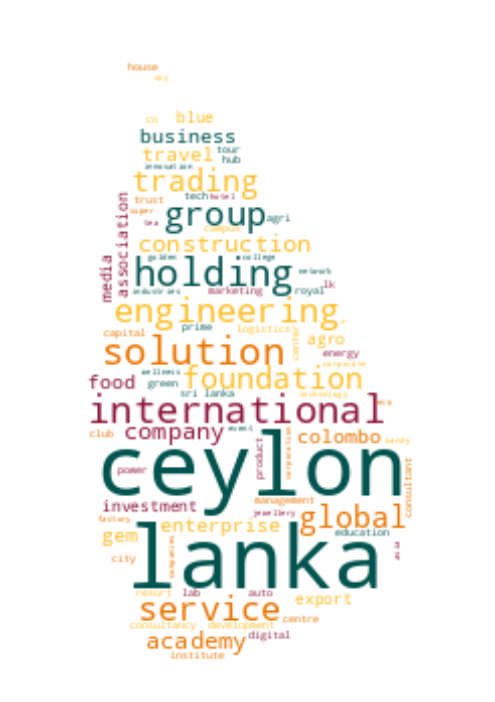 house
sky
co blue
business
travel tour
hub
innovation
trading
trust tech hotel
super
group agri
tea campus
association
construction
media
golden college
holding network
industries marketing royal lk
engineering
prime logistics
capital center agro
solution energy
corporate
wellness
food green foundation
sri lanka technology
international eco
club company event colombo handy
ceylon
power product corporation consultant
investment management
jewellery global
factory enterprise education
gem
lanka
city companies asia
resort lab auto export
service centre
consultancy development
academy digital
institute